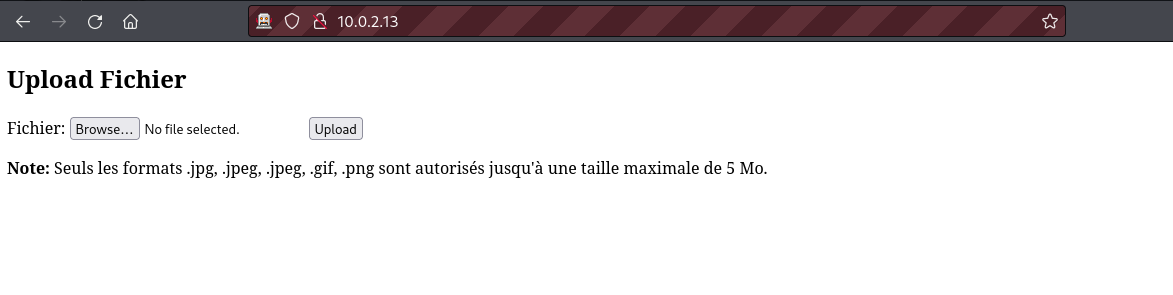 10.0.2.13
Upload Fichier
Fichier: Browse... No file selected. Upload
Note: Seuls les formats .jpg, .jpeg, .jpeg, .gif, .png sont autorisés jusqu'à une taille maximale de 5 Mo.